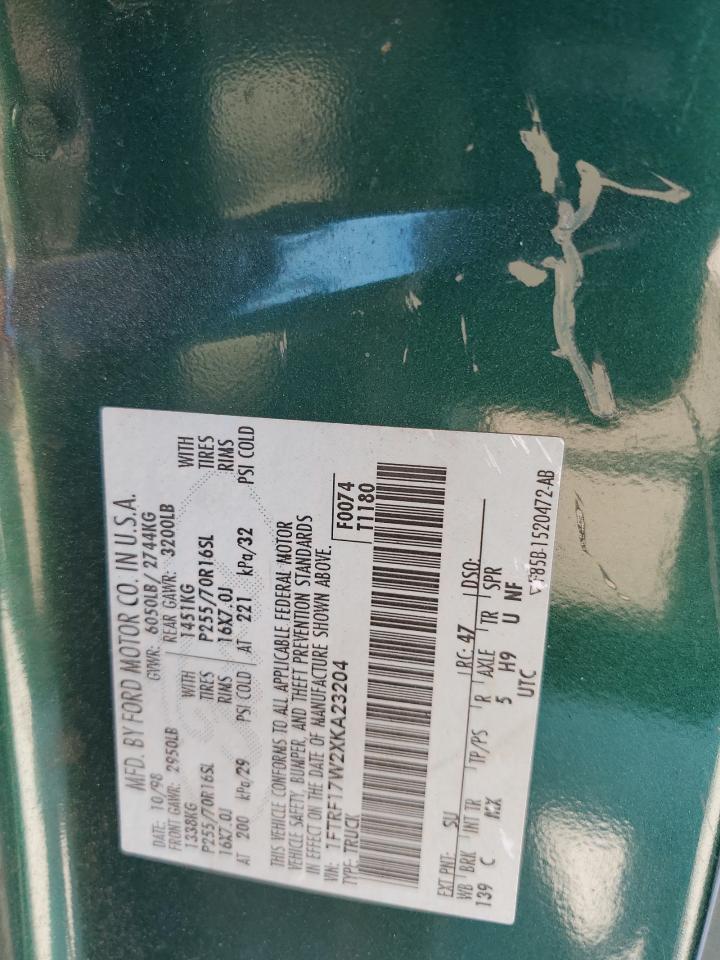 MFD. BY FORD MOTOR CO. IN U.S.A.
DATE: 10/98 GVWR: 6050LB/ 2744KG
FRONT GAWR: 2950LB REAR GAWR: 3200LB
1338KG WITH 1451KG WITH
P255/70R16SL TIRES P255/70R16SL TIRES
16X7.0J RIMS 16X7.0J RIMS
AT 200 kPa/29 PSI COLD AT 221 kPa/32 PSI COLD
THIS VEHICLE CONFORMS TO ALL APPLICABLE FEDERAL MOTOR
VEHICLE SAFETY, BUMPER, AND THEFT PREVENTION STANDARDS
IN EFFECT ON THE DATE OF MANUFACTURE SHOWN ABOVE.
VIN: 1FTRF17W2XKA23204 F0074
TYPE: TRUCK T1180
EXT PNT: SU RC: 47 DSO:
WB BRK INT TR TP/PS R AXLE TR SPR
139 C MX 5 H9 U NF
UTC
F85B-1520472-AB